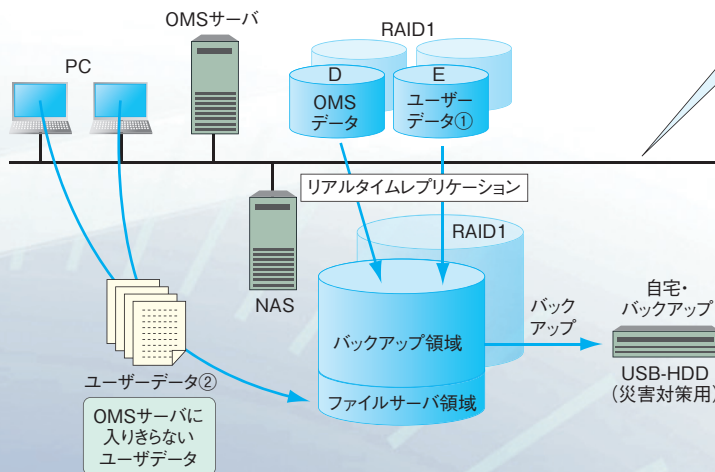 OMSサーバ
RAID1
PC
D
OMS
データ
E
ユーザー
データ①
リアルタイムレプリケーション
NAS
RAID1
バックアップ領域
ファイルサーバ領域
バック
アップ
自宅・
バックアップ
USB-HDD
(災害対策用)
ユーザーデータ②
OMSサーバに
入りきらない
ユーザデータ